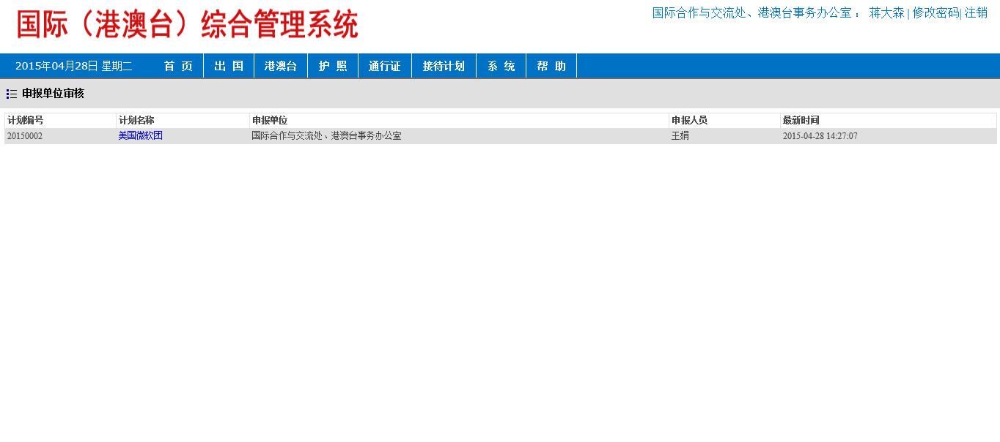 国际（港澳台）综合管理系统
国际合作与交流处、港澳台事务办公室 ： 蒋大森 | 修改密码| 注销
2015年04月28日 星期二 首 页 出 国 港澳台 护 照 通行证 接待计划 系 统 帮 助
申报单位审核
计划编号 计划名称 申报单位 申报人员 最新时间
20150002 美国微软团 国际合作与交流处、港澳台事务办公室 王娟 2015-04-28 14:27:07